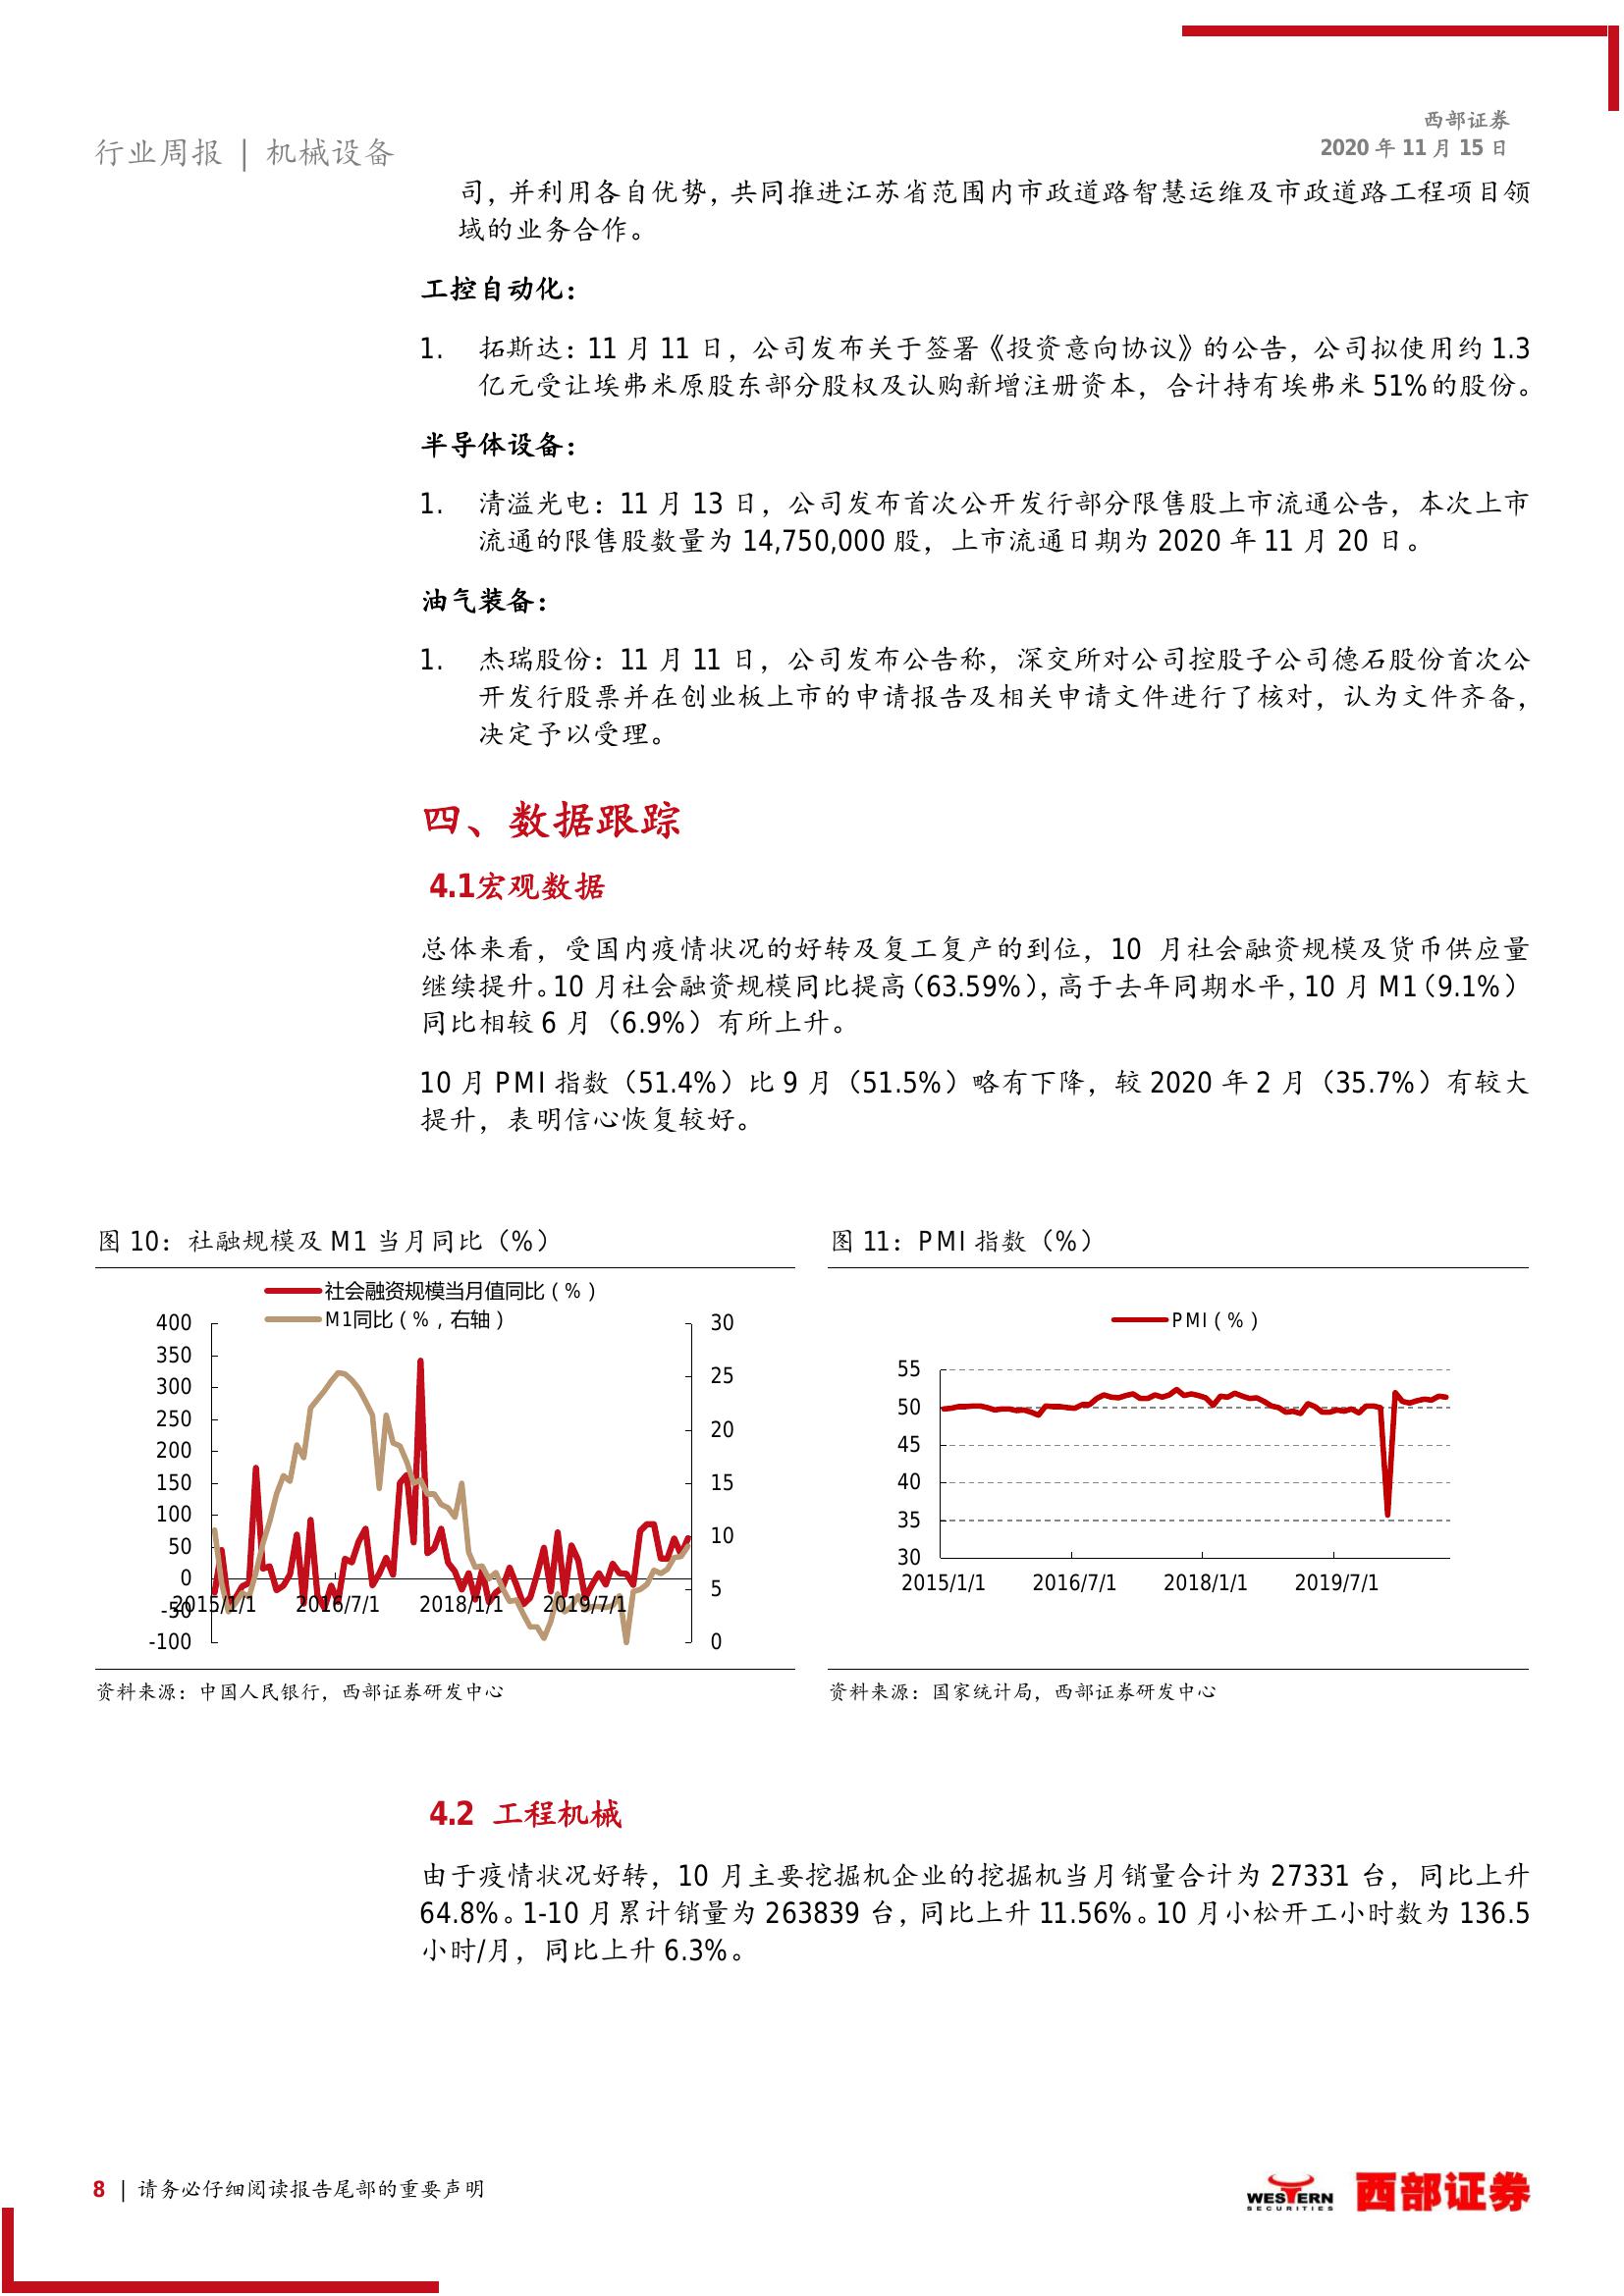 西部证券
2020 年 11 月 15 日
行业周报 | 机械设备
司，并利用各自优势，共同推进江苏省范围内市政道路智慧运维及市政道路工程项目领
域的业务合作。
工控自动化：
1. 拓斯达：11 月 11 日，公司发布关于签署《投资意向协议》的公告，公司拟使用约 1.3
亿元受让埃弗米原股东部分股权及认购新增注册资本，合计持有埃弗米 51%的股份。
半导体设备：
1. 清溢光电：11 月 13 日，公司发布首次公开发行部分限售股上市流通公告，本次上市
流通的限售股数量为 14,750,000 股，上市流通日期为 2020 年 11 月 20 日。
油气装备：
1. 杰瑞股份：11 月 11 日，公司发布公告称，深交所对公司控股子公司德石股份首次公
开发行股票并在创业板上市的申请报告及相关申请文件进行了核对，认为文件齐备，
决定予以受理。
四、数据跟踪
4.1宏观数据
总体来看，受国内疫情状况的好转及复工复产的到位，10 月社会融资规模及货币供应量
继续提升。10 月社会融资规模同比提高（63.59%），高于去年同期水平，10 月 M1（9.1%）
同比相较 6 月（6.9%）有所上升。
10 月 PMI 指数（51.4%）比 9 月（51.5%）略有下降，较 2020 年 2 月（35.7%）有较大
提升，表明信心恢复较好。
图 10：社融规模及 M1 当月同比（%）
社会融资规模当月值同比（%）
M1同比（%，右轴）
400
350
300
250
200
150
100
50
0
-50
-100
30
25
20
15
10
5
0
2015/1/1 2016/7/1 2018/1/1 2019/7/1
资料来源：中国人民银行，西部证券研发中心
图 11：PMI 指数（%）
PMI（%）
55
50
45
40
35
30
2015/1/1 2016/7/1 2018/1/1 2019/7/1
资料来源：国家统计局，西部证券研发中心
4.2 工程机械
由于疫情状况好转，10 月主要挖掘机企业的挖掘机当月销量合计为 27331 台，同比上升
64.8%。1-10 月累计销量为 263839 台，同比上升 11.56%。10 月小松开工小时数为 136.5
小时/月，同比上升 6.3%。
8 | 请务必仔细阅读报告尾部的重要声明
WESTERN
SECURITIES
西部证券